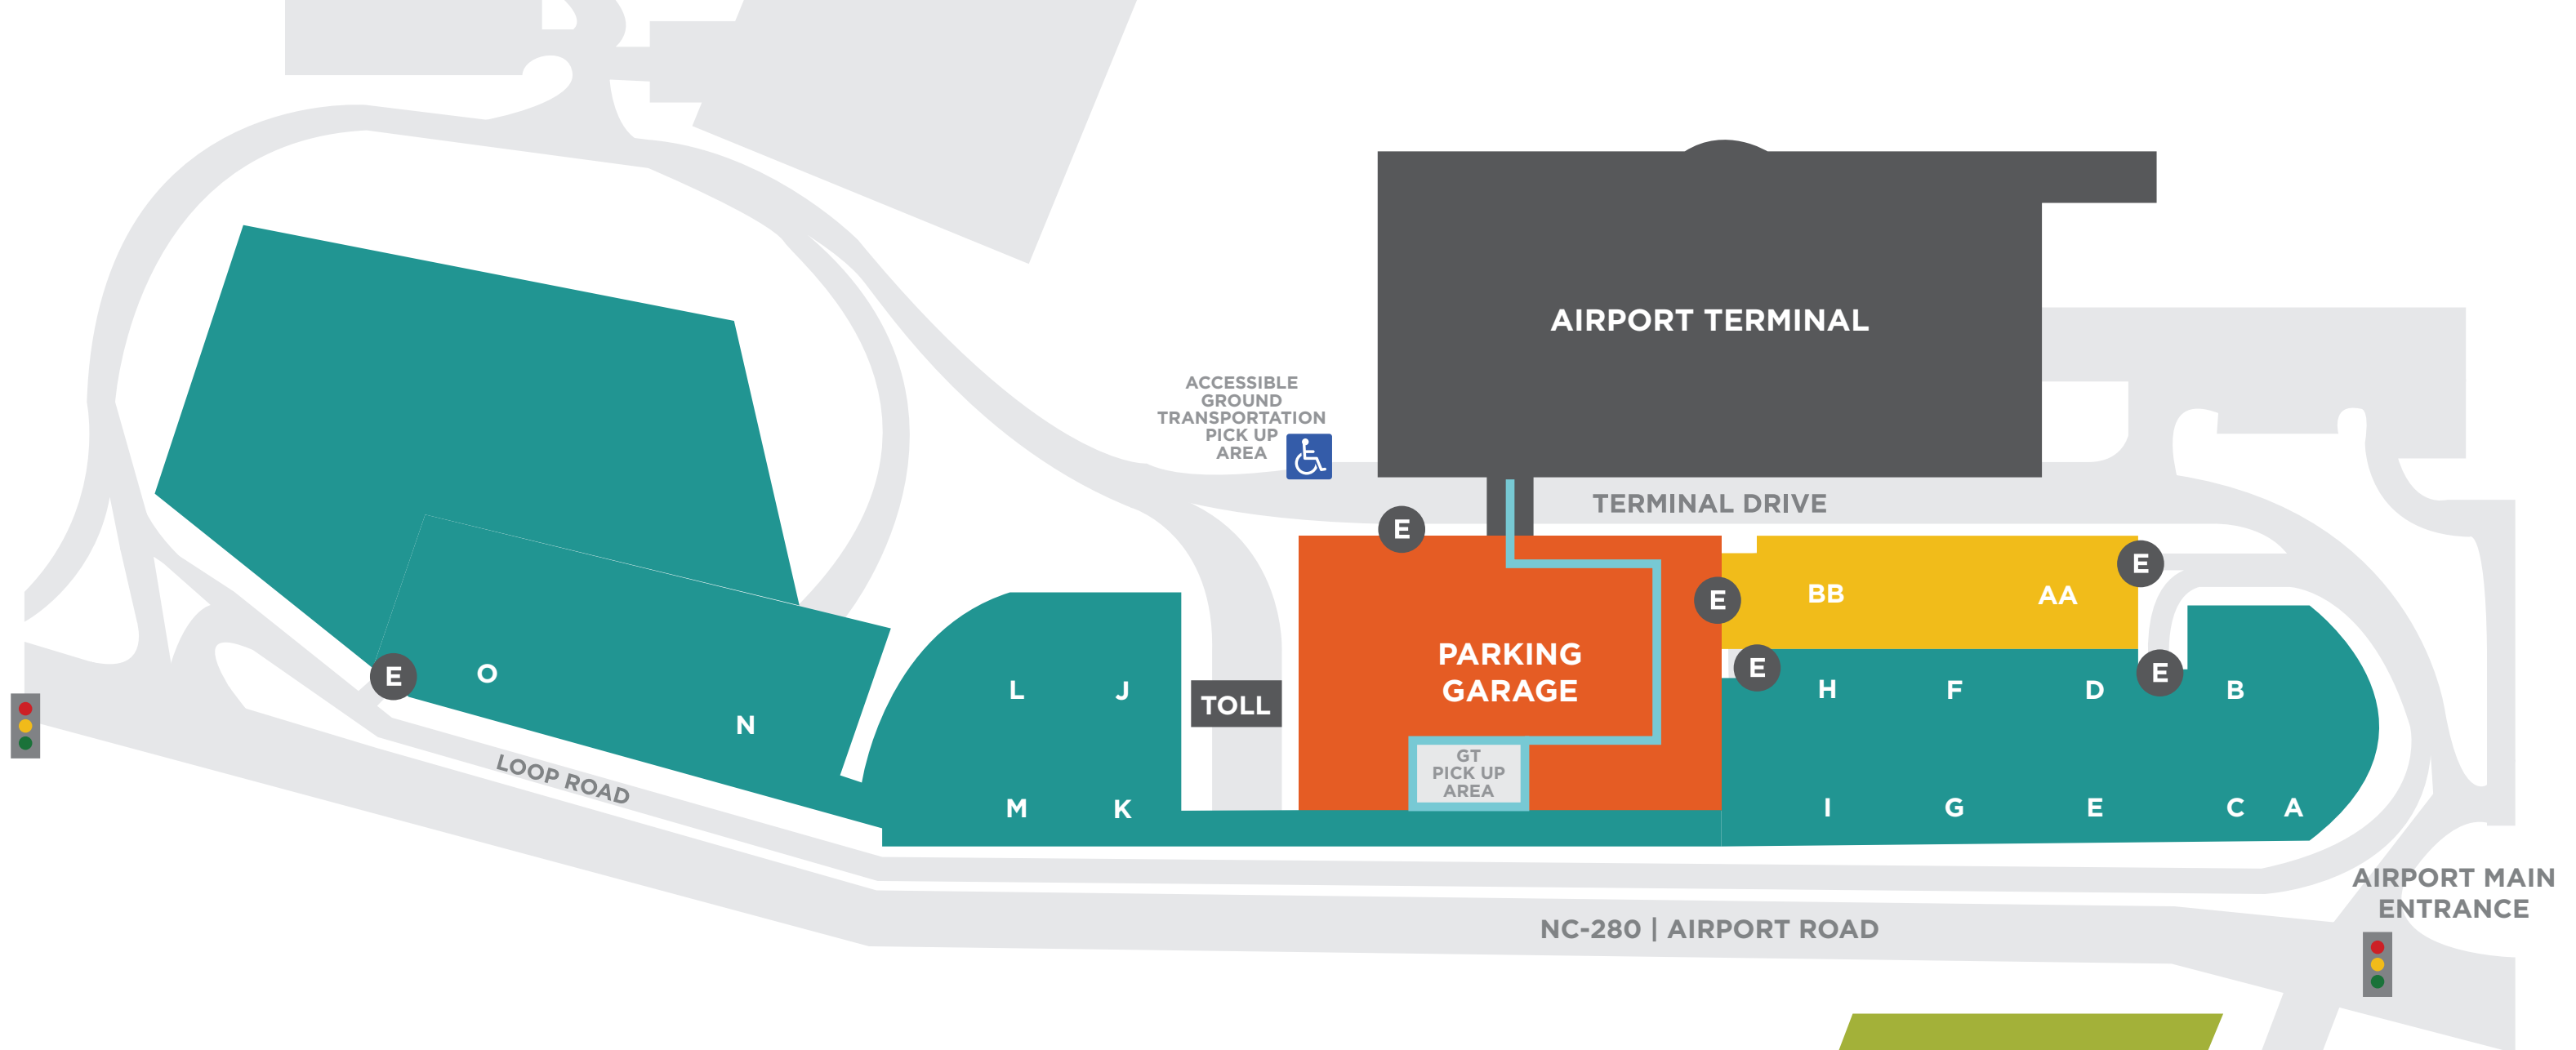 AIRPORT TERMINAL
ACCESSIBLE
GROUND
TRANSPORTATION
PICK UP
AREA
TERMINAL DRIVE
E
E
E
E
E
E
BB
AA
PARKING
GARAGE
TOLL
GT
PICK UP
AREA
O
N
L
J
M
K
H
F
D
B
I
G
E
C
A
LOOP ROAD
AIRPORT MAIN
ENTRANCE
NC-280 | AIRPORT ROAD